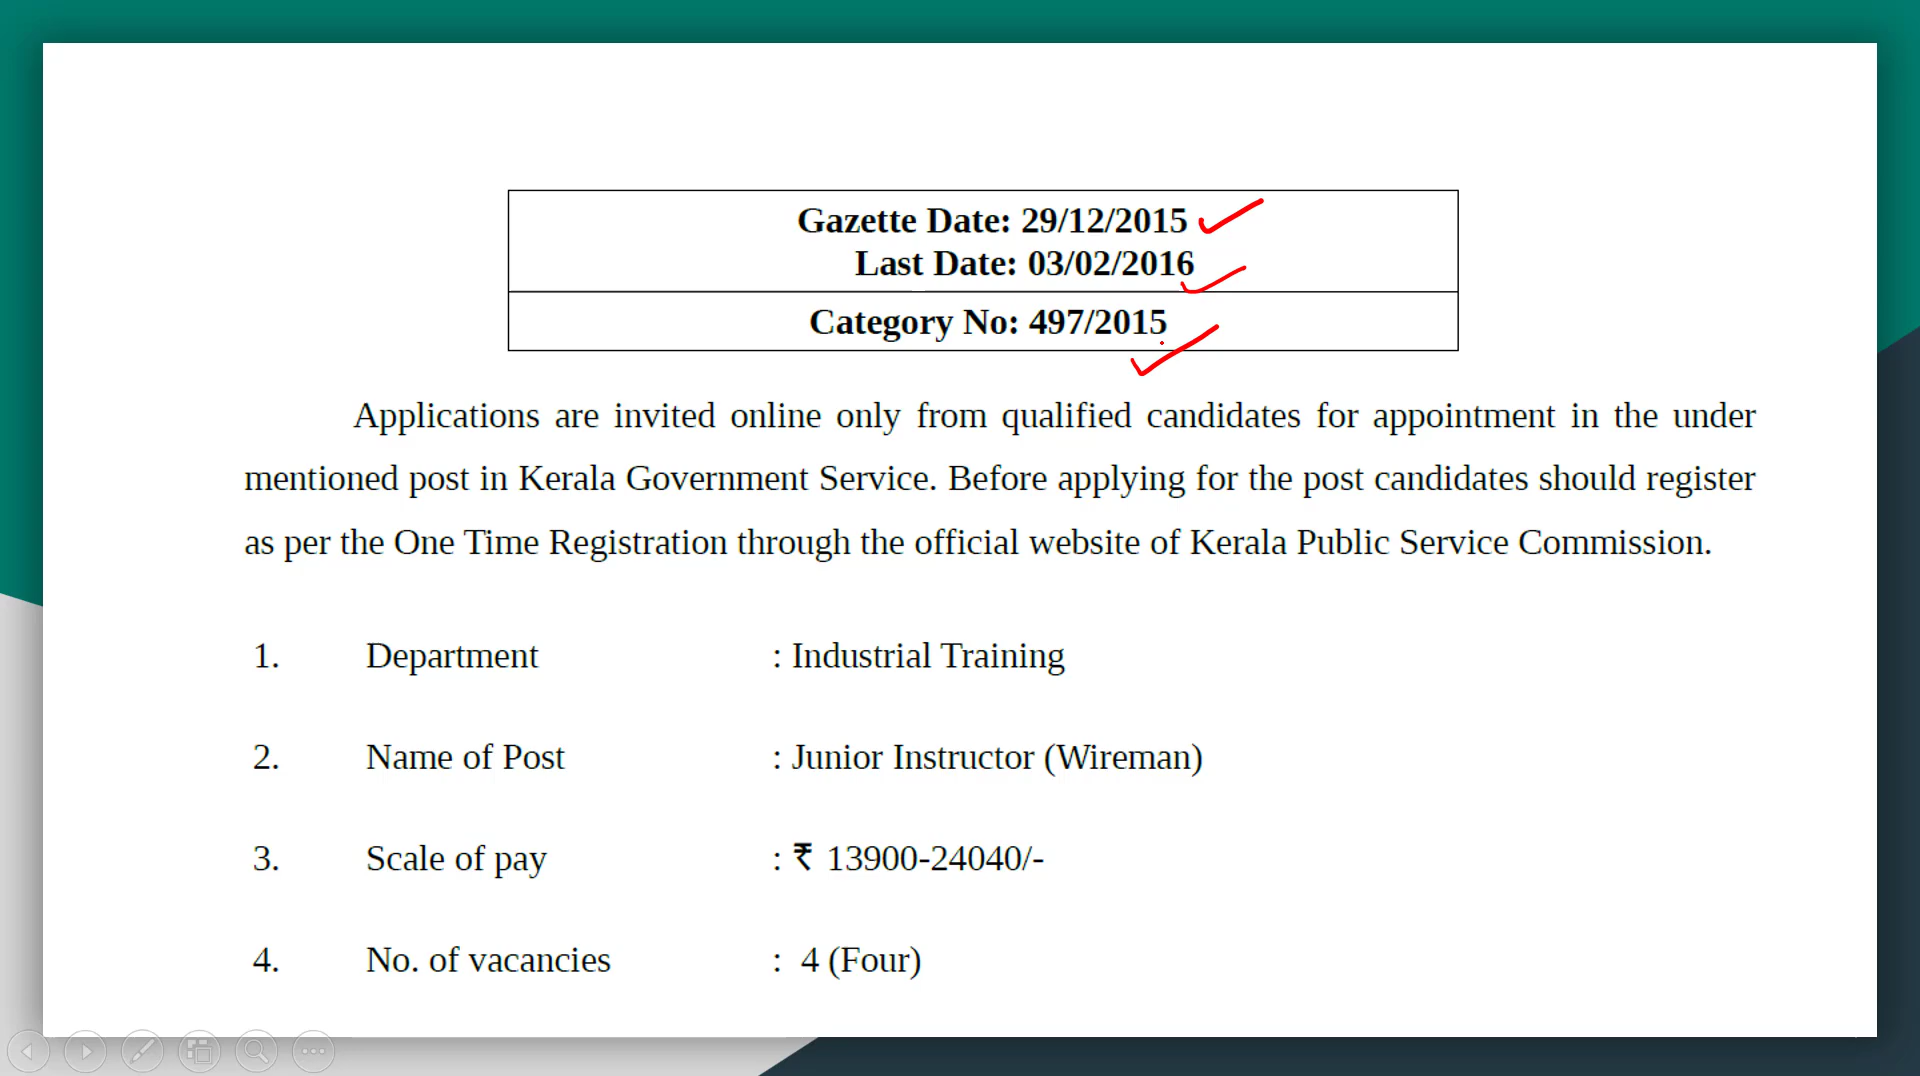 Gazette Date: 29/12/2015
Last Date: 03/02/2016
Category No: 497/2015
Applications are invited online only from qualified candidates for appointment in the under
mentioned post in Kerala Government Service. Before applying for the post candidates should register
as per the One Time Registration through the official website of Kerala Public Service Commission.
1. Department : Industrial Training
2. Name of Post : Junior Instructor (Wireman)
3. Scale of pay : ₹ 13900-24040/-
4. No. of vacancies : 4 (Four)